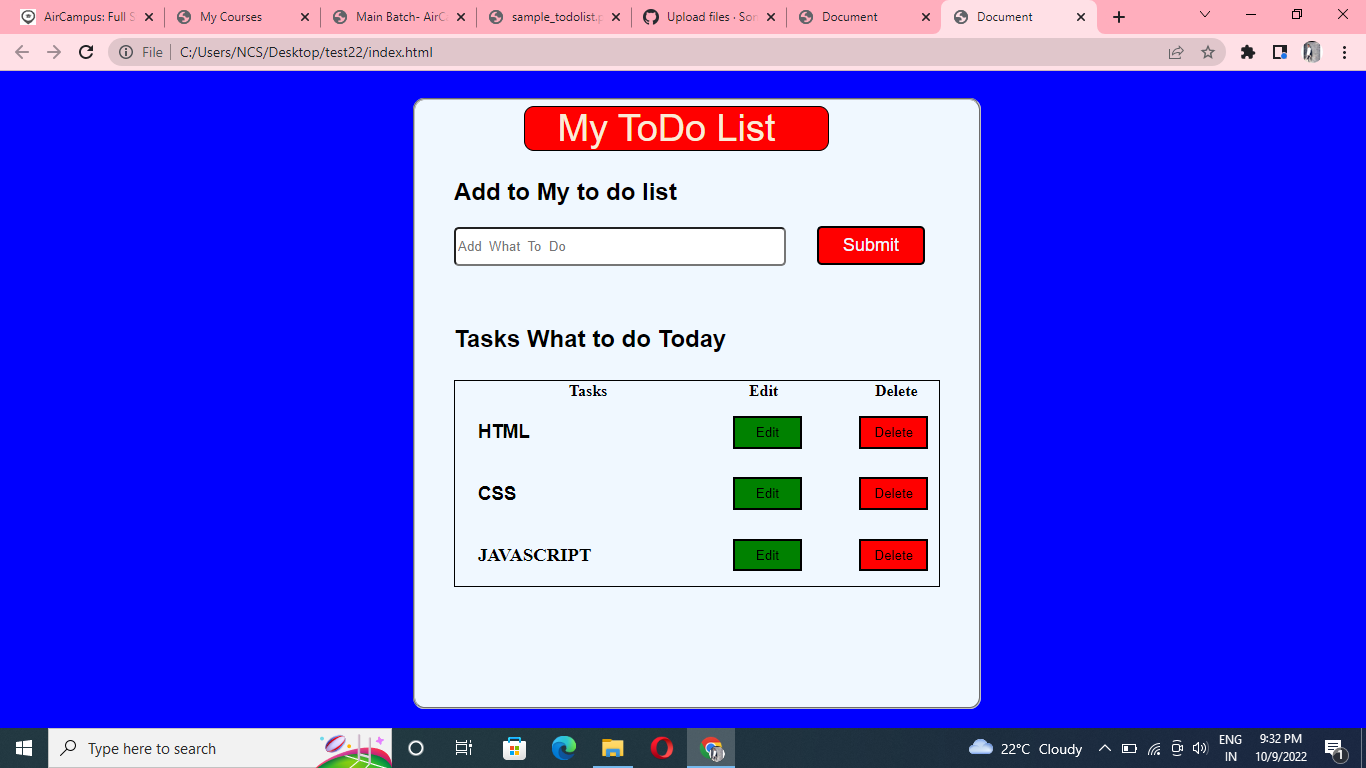 AirCampus: Full S
My Courses
Main Batch- AirC
sample_todolist.p
Upload files · Sor
Document
Document
File
C:/Users/NCS/Desktop/test22/index.html
My ToDo List
Add to My to do list
Add What To Do
Submit
Tasks What to do Today
Tasks Edit Delete
HTML Edit Delete
CSS Edit Delete
JAVASCRIPT Edit Delete
Type here to search
22°C Cloudy
ENG
IN
9:32 PM
10/9/2022
1